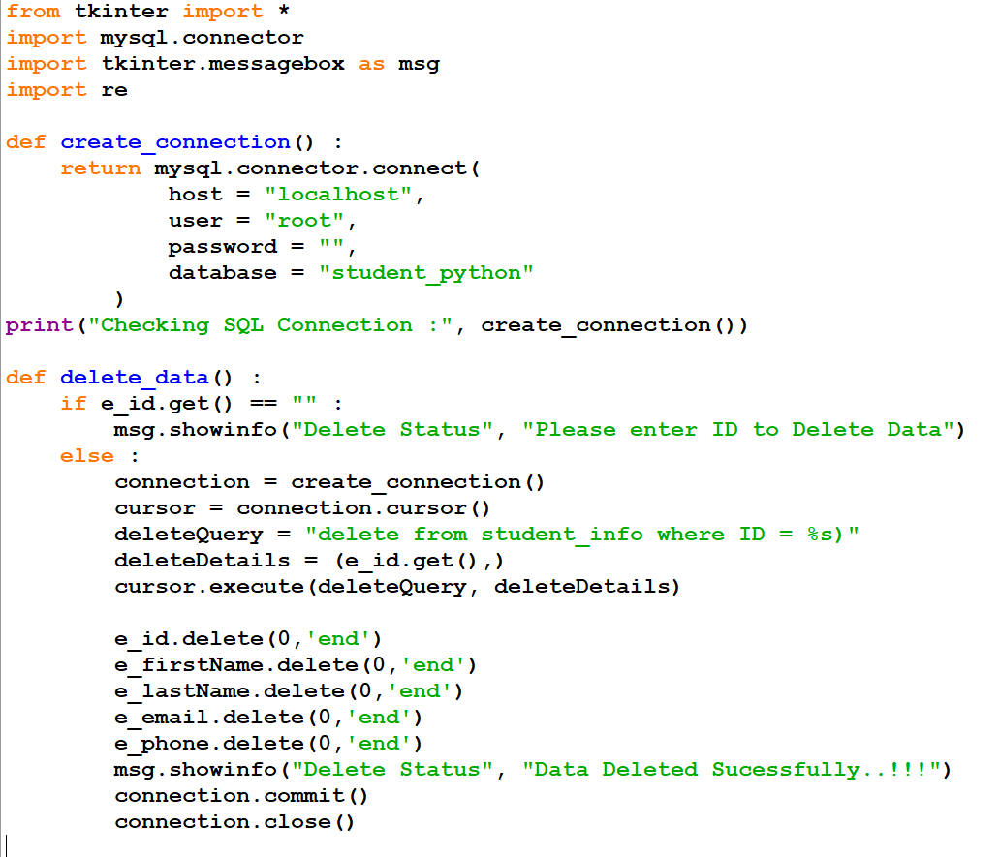 from tkinter import *
import mysql.connector
import tkinter.messagebox as msg
import re

def create_connection() :
    return mysql.connector.connect(
            host = "localhost",
            user = "root",
            password = "",
            database = "student_python"
        )
print("Checking SQL Connection :", create_connection())

def delete_data() :
    if e_id.get() == "" :
        msg.showinfo("Delete Status", "Please enter ID to Delete Data")
    else :
        connection = create_connection()
        cursor = connection.cursor()
        deleteQuery = "delete from student_info where ID = %s)"
        deleteDetails = (e_id.get(),)
        cursor.execute(deleteQuery, deleteDetails)

        e_id.delete(0,'end')
        e_firstName.delete(0,'end')
        e_lastName.delete(0,'end')
        e_email.delete(0,'end')
        e_phone.delete(0,'end')
        msg.showinfo("Delete Status", "Data Deleted Sucessfully..!!!")
        connection.commit()
        connection.close()